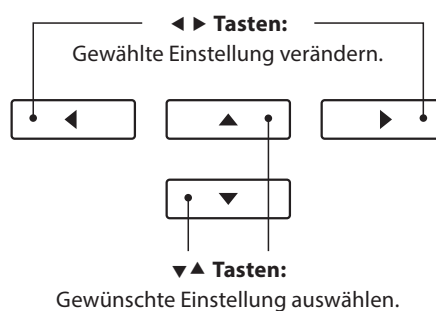 ◀ ▶ Tasten:
Gewählte Einstellung verändern.
◀ ▲ ▶
▼
▼▲ Tasten:
Gewünschte Einstellung auswählen.